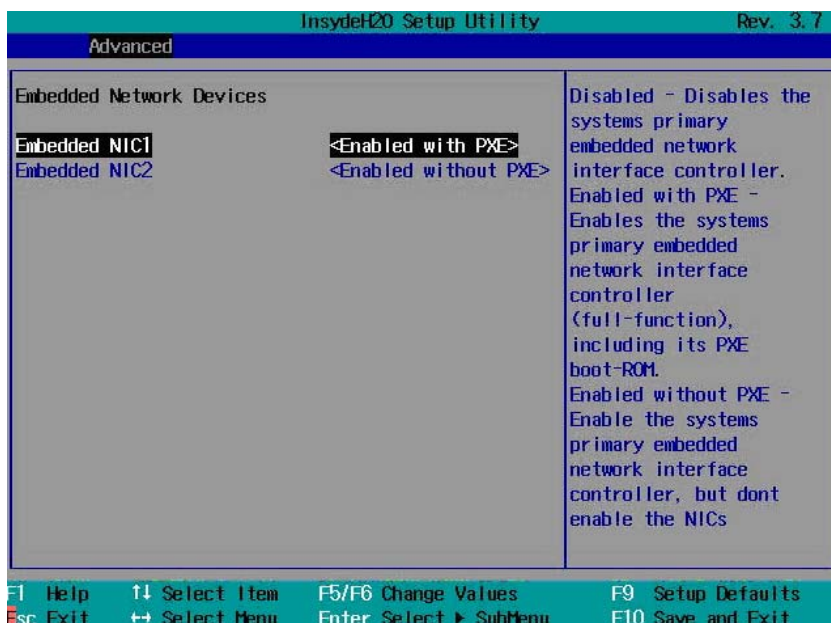 InsydeH2O Setup Utility Rev. 3.7
Advanced
Embedded Network Devices
Embedded NIC1 <Enabled with PXE>
Embedded NIC2 <Enabled without PXE>
Disabled - Disables the
systems primary
embedded network
interface controller.
Enabled with PXE -
Enables the systems
primary embedded
network interface
controller
(full-function),
including its PXE
boot-ROM.
Enabled without PXE -
Enable the systems
primary embedded
network interface
controller, but dont
enable the NICs
F1 Help ↑↓ Select Item F5/F6 Change Values F9 Setup Defaults
Esc Exit ↔ Select Menu Enter Select ▶ SubMenu F10 Save and Exit